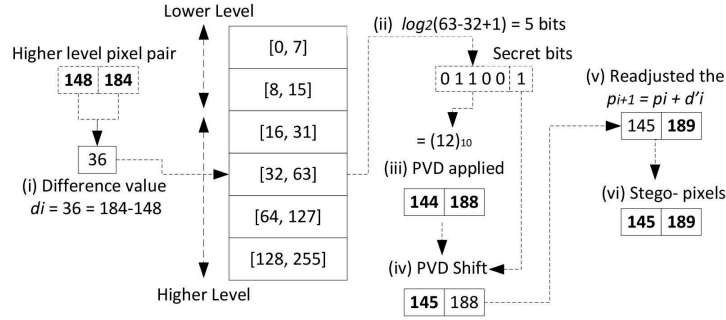 Lower Level
Higher level pixel pair
148 184
36
(i) Difference value
di = 36 = 184-148
[0, 7]
[8, 15]
[16, 31]
[32, 63]
[64, 127]
[128, 255]
Higher Level
(ii) log2(63-32+1) = 5 bits
Secret bits
0 1 1 0 0 1
= (12)10
(iii) PVD applied
144 188
(iv) PVD Shift
145 188
(v) Readjusted the
pi+1 = pi + d'i
145 189
(vi) Stego- pixels
145 189